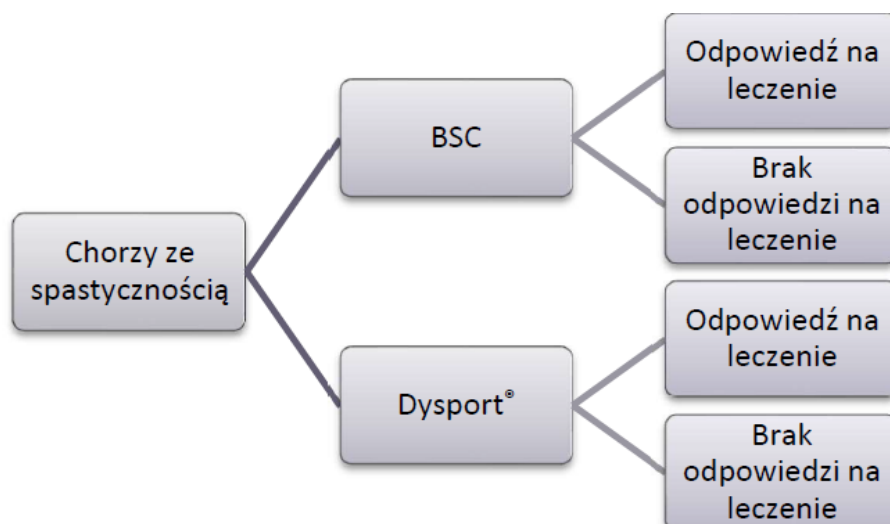 Chorzy ze
spastycznością
BSC
Odpowiedź na
leczenie
Brak
odpowiedzi na
leczenie
Dysport®
Odpowiedź na
leczenie
Brak
odpowiedzi na
leczenie